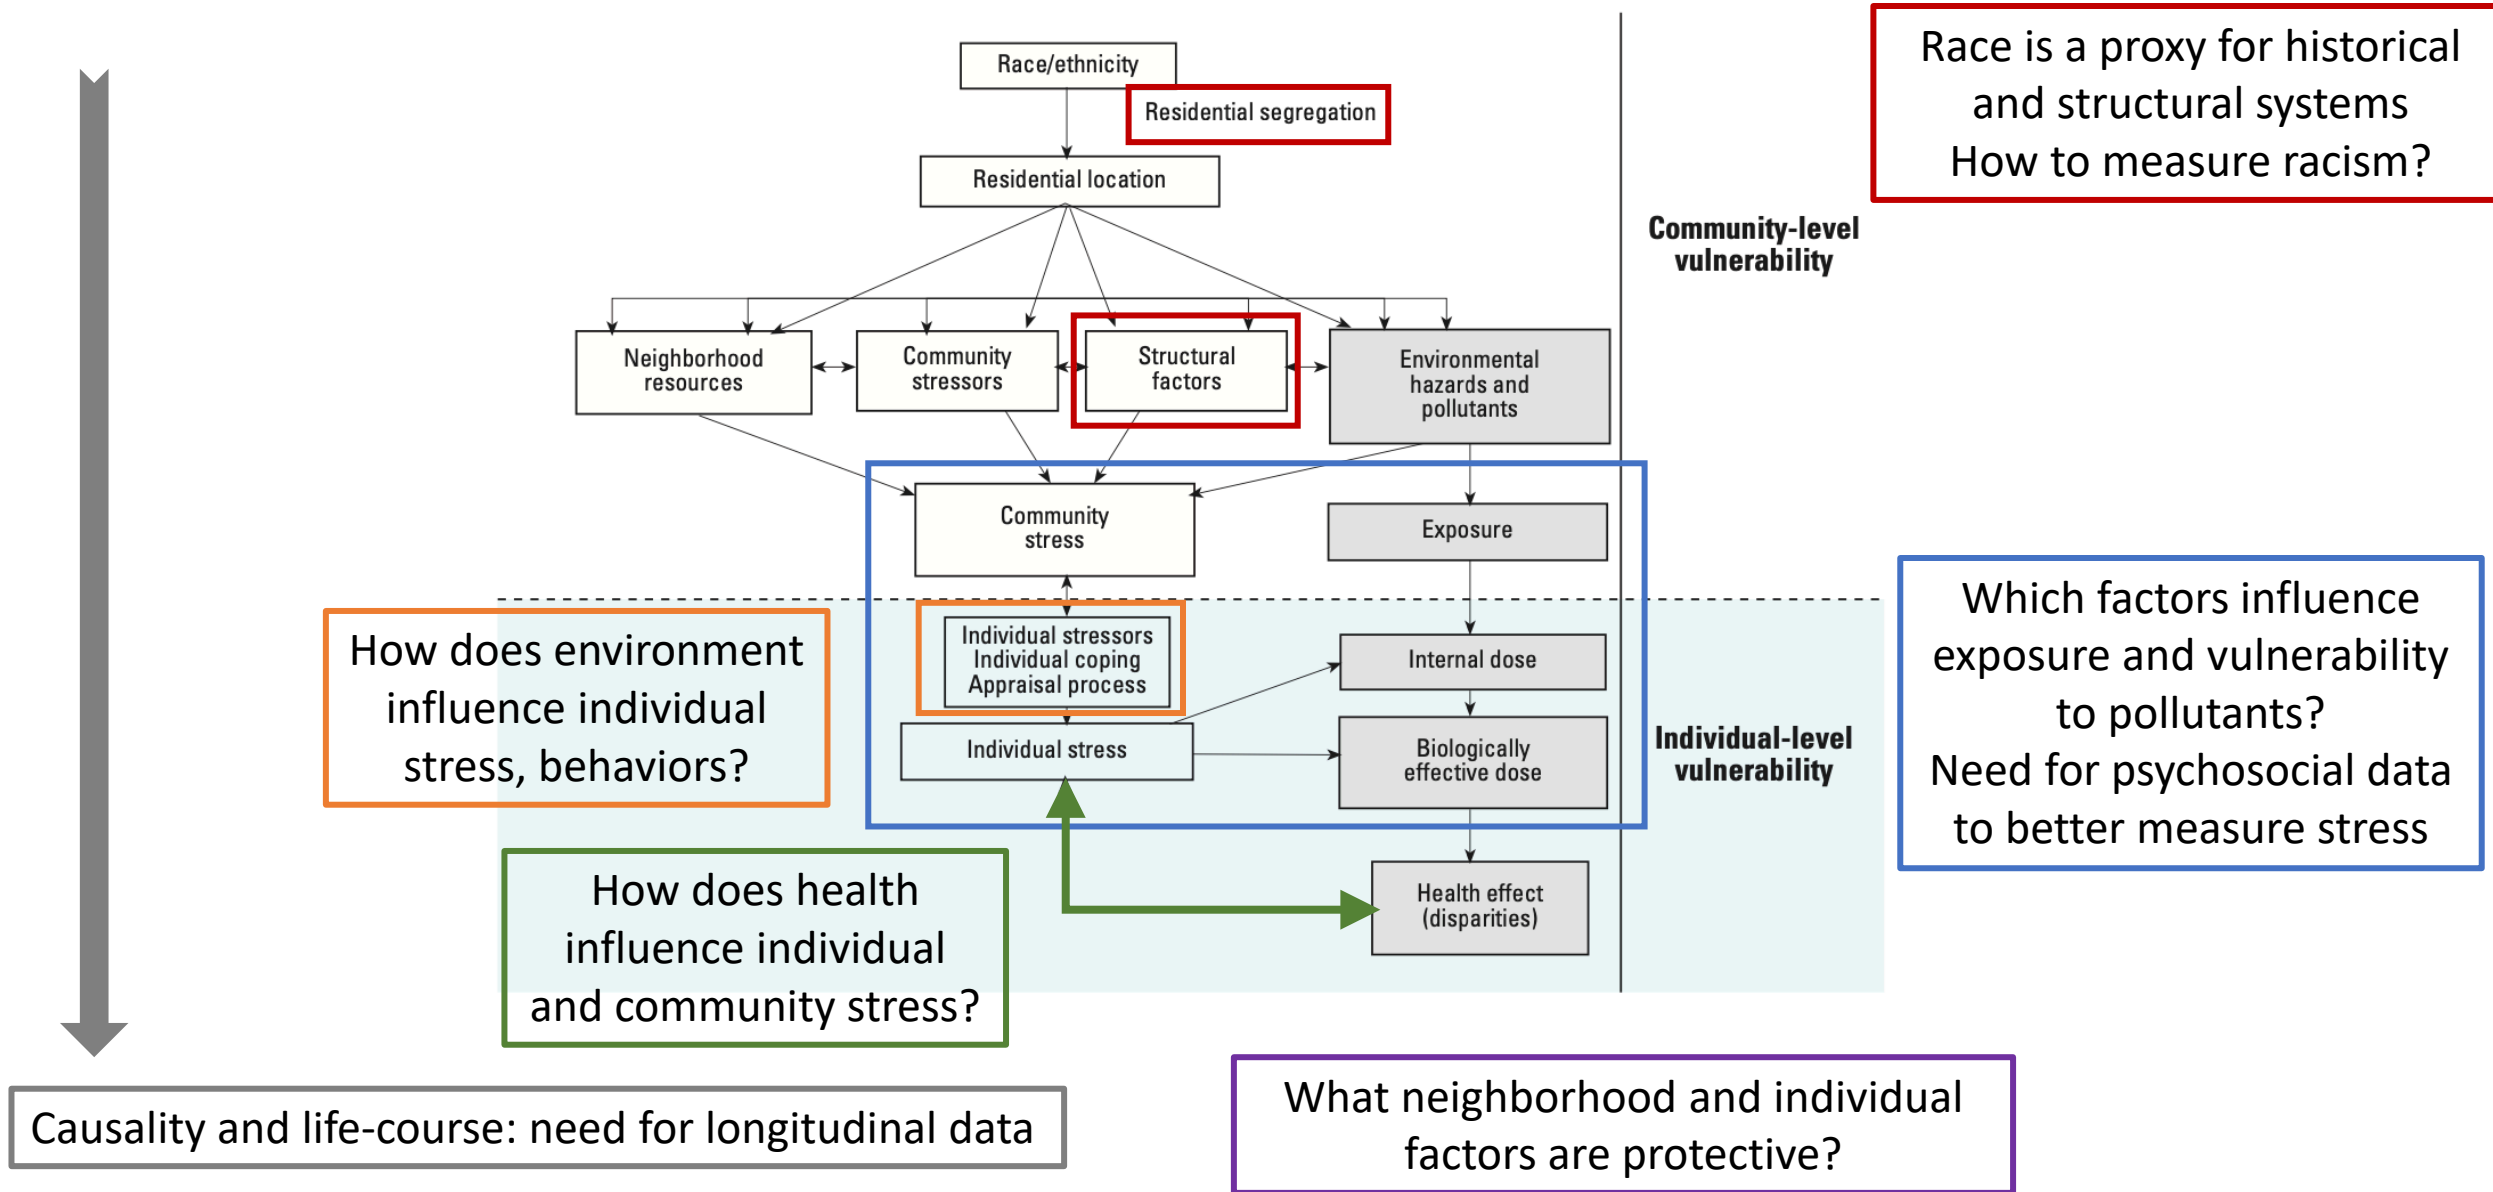 Race/ethnicity
Residential segregation
Residential location
Race is a proxy for historical
and structural systems
How to measure racism?
Community-level
vulnerability
Neighborhood
resources
Community
stressors
Structural
factors
Environmental
hazards and
pollutants
Community
stress
Exposure
Which factors influence
exposure and vulnerability
to pollutants?
Need for psychosocial data
to better measure stress
How does environment
influence individual
stress, behaviors?
Individual stressors
Individual coping
Appraisal process
Internal dose
Individual stress
Biologically
effective dose
Individual-level
vulnerability
How does health
influence individual
and community stress?
Health effect
(disparities)
Causality and life-course: need for longitudinal data
What neighborhood and individual
factors are protective?